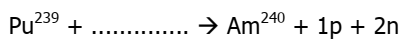 Pu²³⁹ + .............. → Am²⁴⁰ + 1p + 2n